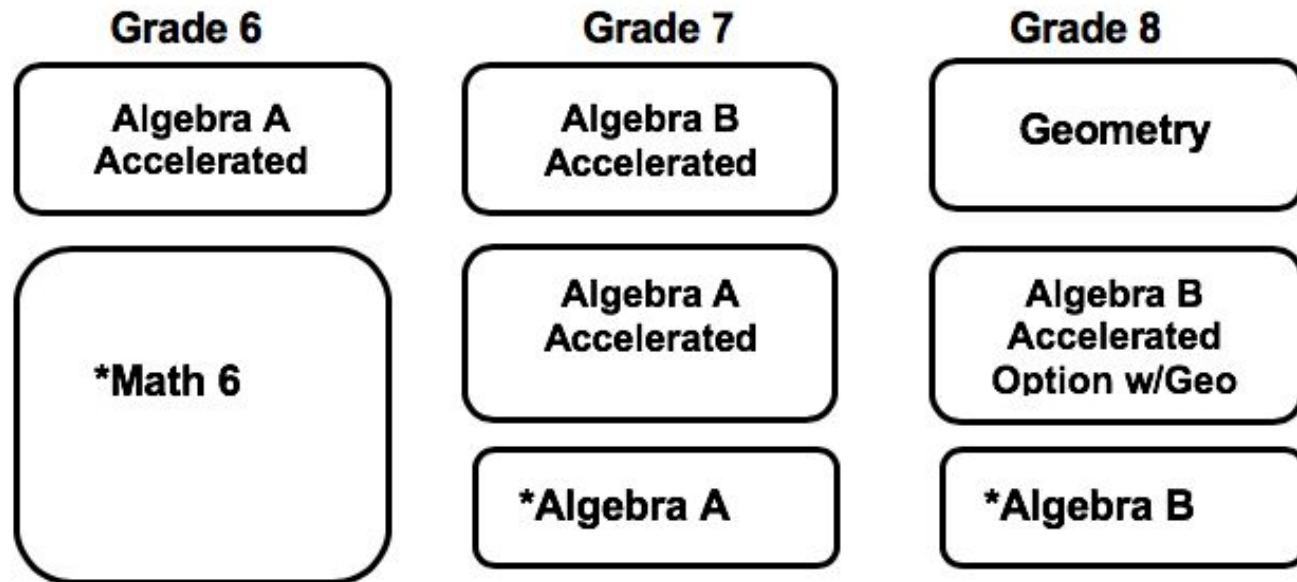 Grade 6
Grade 7
Grade 8
Algebra A
Accelerated
Algebra B
Accelerated
Geometry
*Math 6
Algebra A
Accelerated
Algebra B
Accelerated
Option w/Geo
*Algebra A
*Algebra B